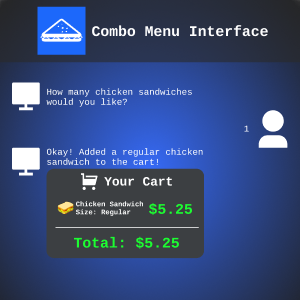 Combo Menu Interface
How many chicken sandwiches
would you like?
1
Okay! Added a regular chicken
sandwich to the cart!
Your Cart
Chicken Sandwich
Size: Regular
$5.25
Total: $5.25